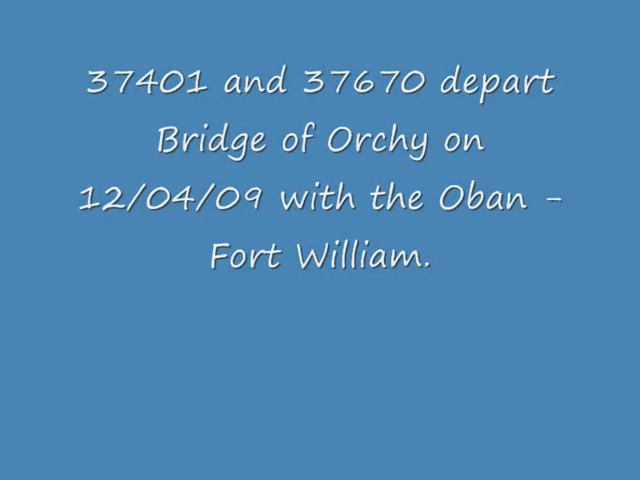 37401 and 37670 depart
Bridge of Orchy on
12/04/09 with the Oban -
Fort William.